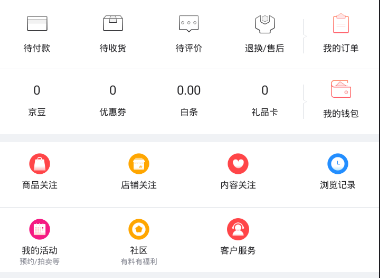 待付款 待收货 待评价 退换/售后 我的订单
0 0 0.00 0
京豆 优惠券 白条 礼品卡 我的钱包
商品关注 店铺关注 内容关注 浏览记录
我的活动 社区 客户服务
预约/拍卖等 有料有福利